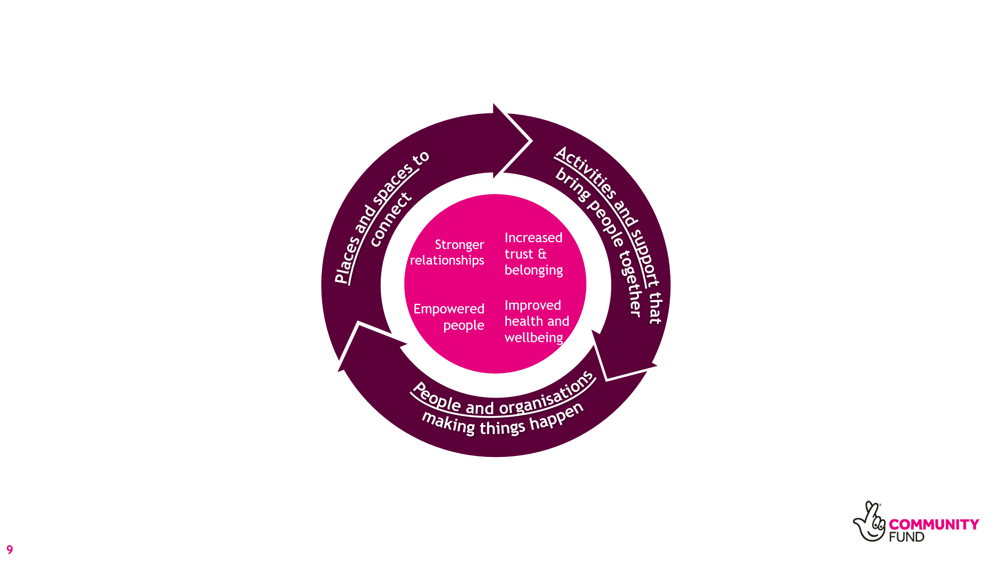 Places and spaces to
connect
Activities and support that
bring people together
People and organisations
making things happen
Stronger
relationships
Increased
trust &
belonging
Empowered
people
Improved
health and
wellbeing
COMMUNITY
FUND
9